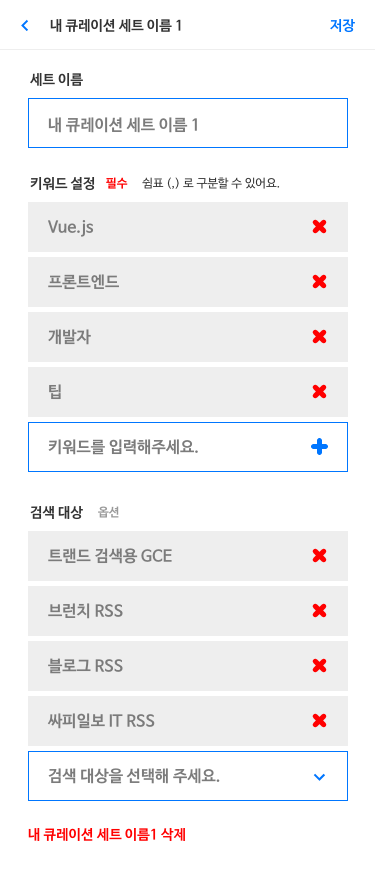 내 큐레이션 세트 이름 1 저장
세트 이름
내 큐레이션 세트 이름 1
키워드 설정 필수 쉼표 (,) 로 구분할 수 있어요.
Vue.js
프론트엔드
개발자
팁
키워드를 입력해주세요.
검색 대상 옵션
트랜드 검색용 GCE
브런치 RSS
블로그 RSS
싸피일보 IT RSS
검색 대상을 선택해 주세요.
내 큐레이션 세트 이름1 삭제